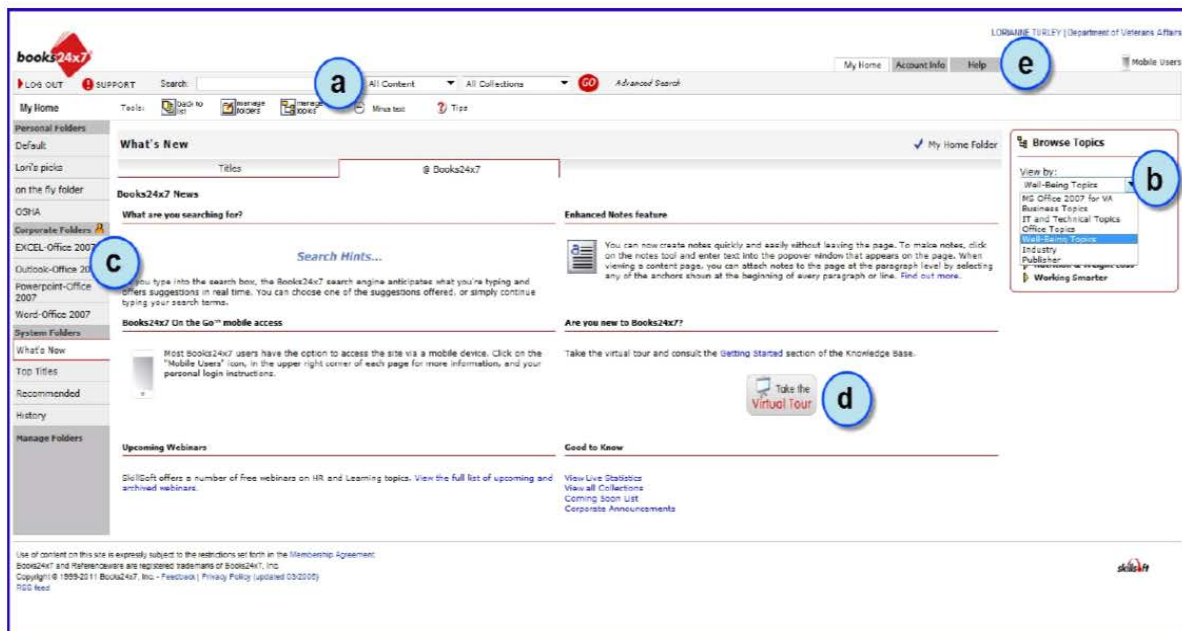 LORIANNE TURLEY | Department of Veterans Affairs
books24x7
My Home Account Info Help
Mobile Users
e
LOG OUT SUPPORT Search: a All Content All Collections GO Advanced Search
My Home Tools: back to list manage folders manage topics Minus text Tips
Personal Folders
Default
Lori's picks
on the fly folder
OSHA
Corporate Folders
EXCEL-Office 2007
c
Outlook-Office
Powerpoint-Office
2007
Word-Office 2007
System Folders
What's New
Top Titles
Recommended
History
Manage Folders
What's New My Home Folder
Titles @ Books24x7
Books24x7 News
What are you searching for?
Search Hints...
you type into the search box, the Books24x7 search engine anticipates what you're typing and
offers suggestions in real time. You can choose one of the suggestions offered, or simply continue
typing your search terms.
Enhanced Notes feature
You can now create notes quickly and easily without leaving the page. To make notes, click
on the notes tool and enter text into the popover window that appears on the page. When
viewing a content page, you can attach notes to the page at the paragraph level by selecting
any of the anchors shown at the beginning of every paragraph or line. Find out more.
Books24x7 On the Go™ mobile access
Most Books24x7 users have the option to access the site via a mobile device. Click on the
"Mobile Users" icon, in the upper right corner of each page for more information, and your
personal login instructions.
Are you new to Books24x7?
Take the virtual tour and consult the Getting Started section of the Knowledge Base.
Take the
Virtual Tour
d
Upcoming Webinars
SkillSoft offers a number of free webinars on HR and Learning topics. View the full list of upcoming and
archived webinars.
Good to Know
View Live Statistics
View all Collections
Coming Soon List
Corporate Announcements
Browse Topics
View by:
Well-Being Topics
b
MS Office 2007 for VA
Business Topics
IT and Technical Topics
Office Topics
Well-Being Topics
Industry
Publisher
Working Smarter
Use of content on this site is expressly subject to the restrictions set forth in the Membership Agreement
Books24x7 and Referenceware are registered trademarks of Books24x7, Inc.
Copyright © 1999-2011 Books24x7, Inc. - Feedback | Privacy Policy (updated 03/2005)
RSS feed
skillsoft